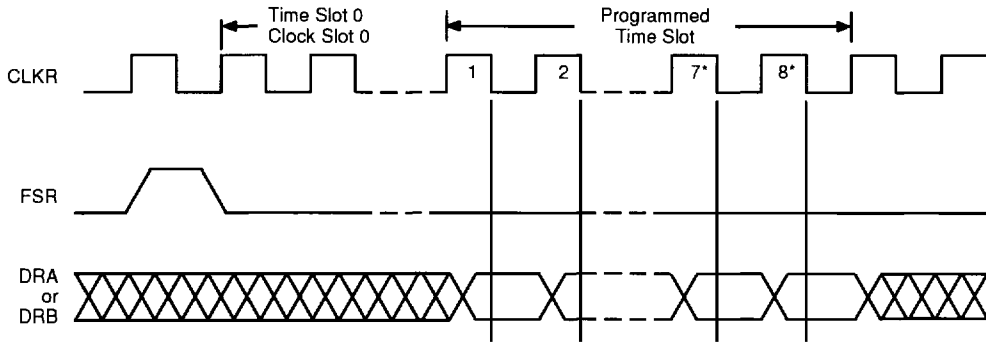 Time Slot 0
Clock Slot 0
Programmed
Time Slot
CLKR
1
2
7*
8*
FSR
DRA
or
DRB